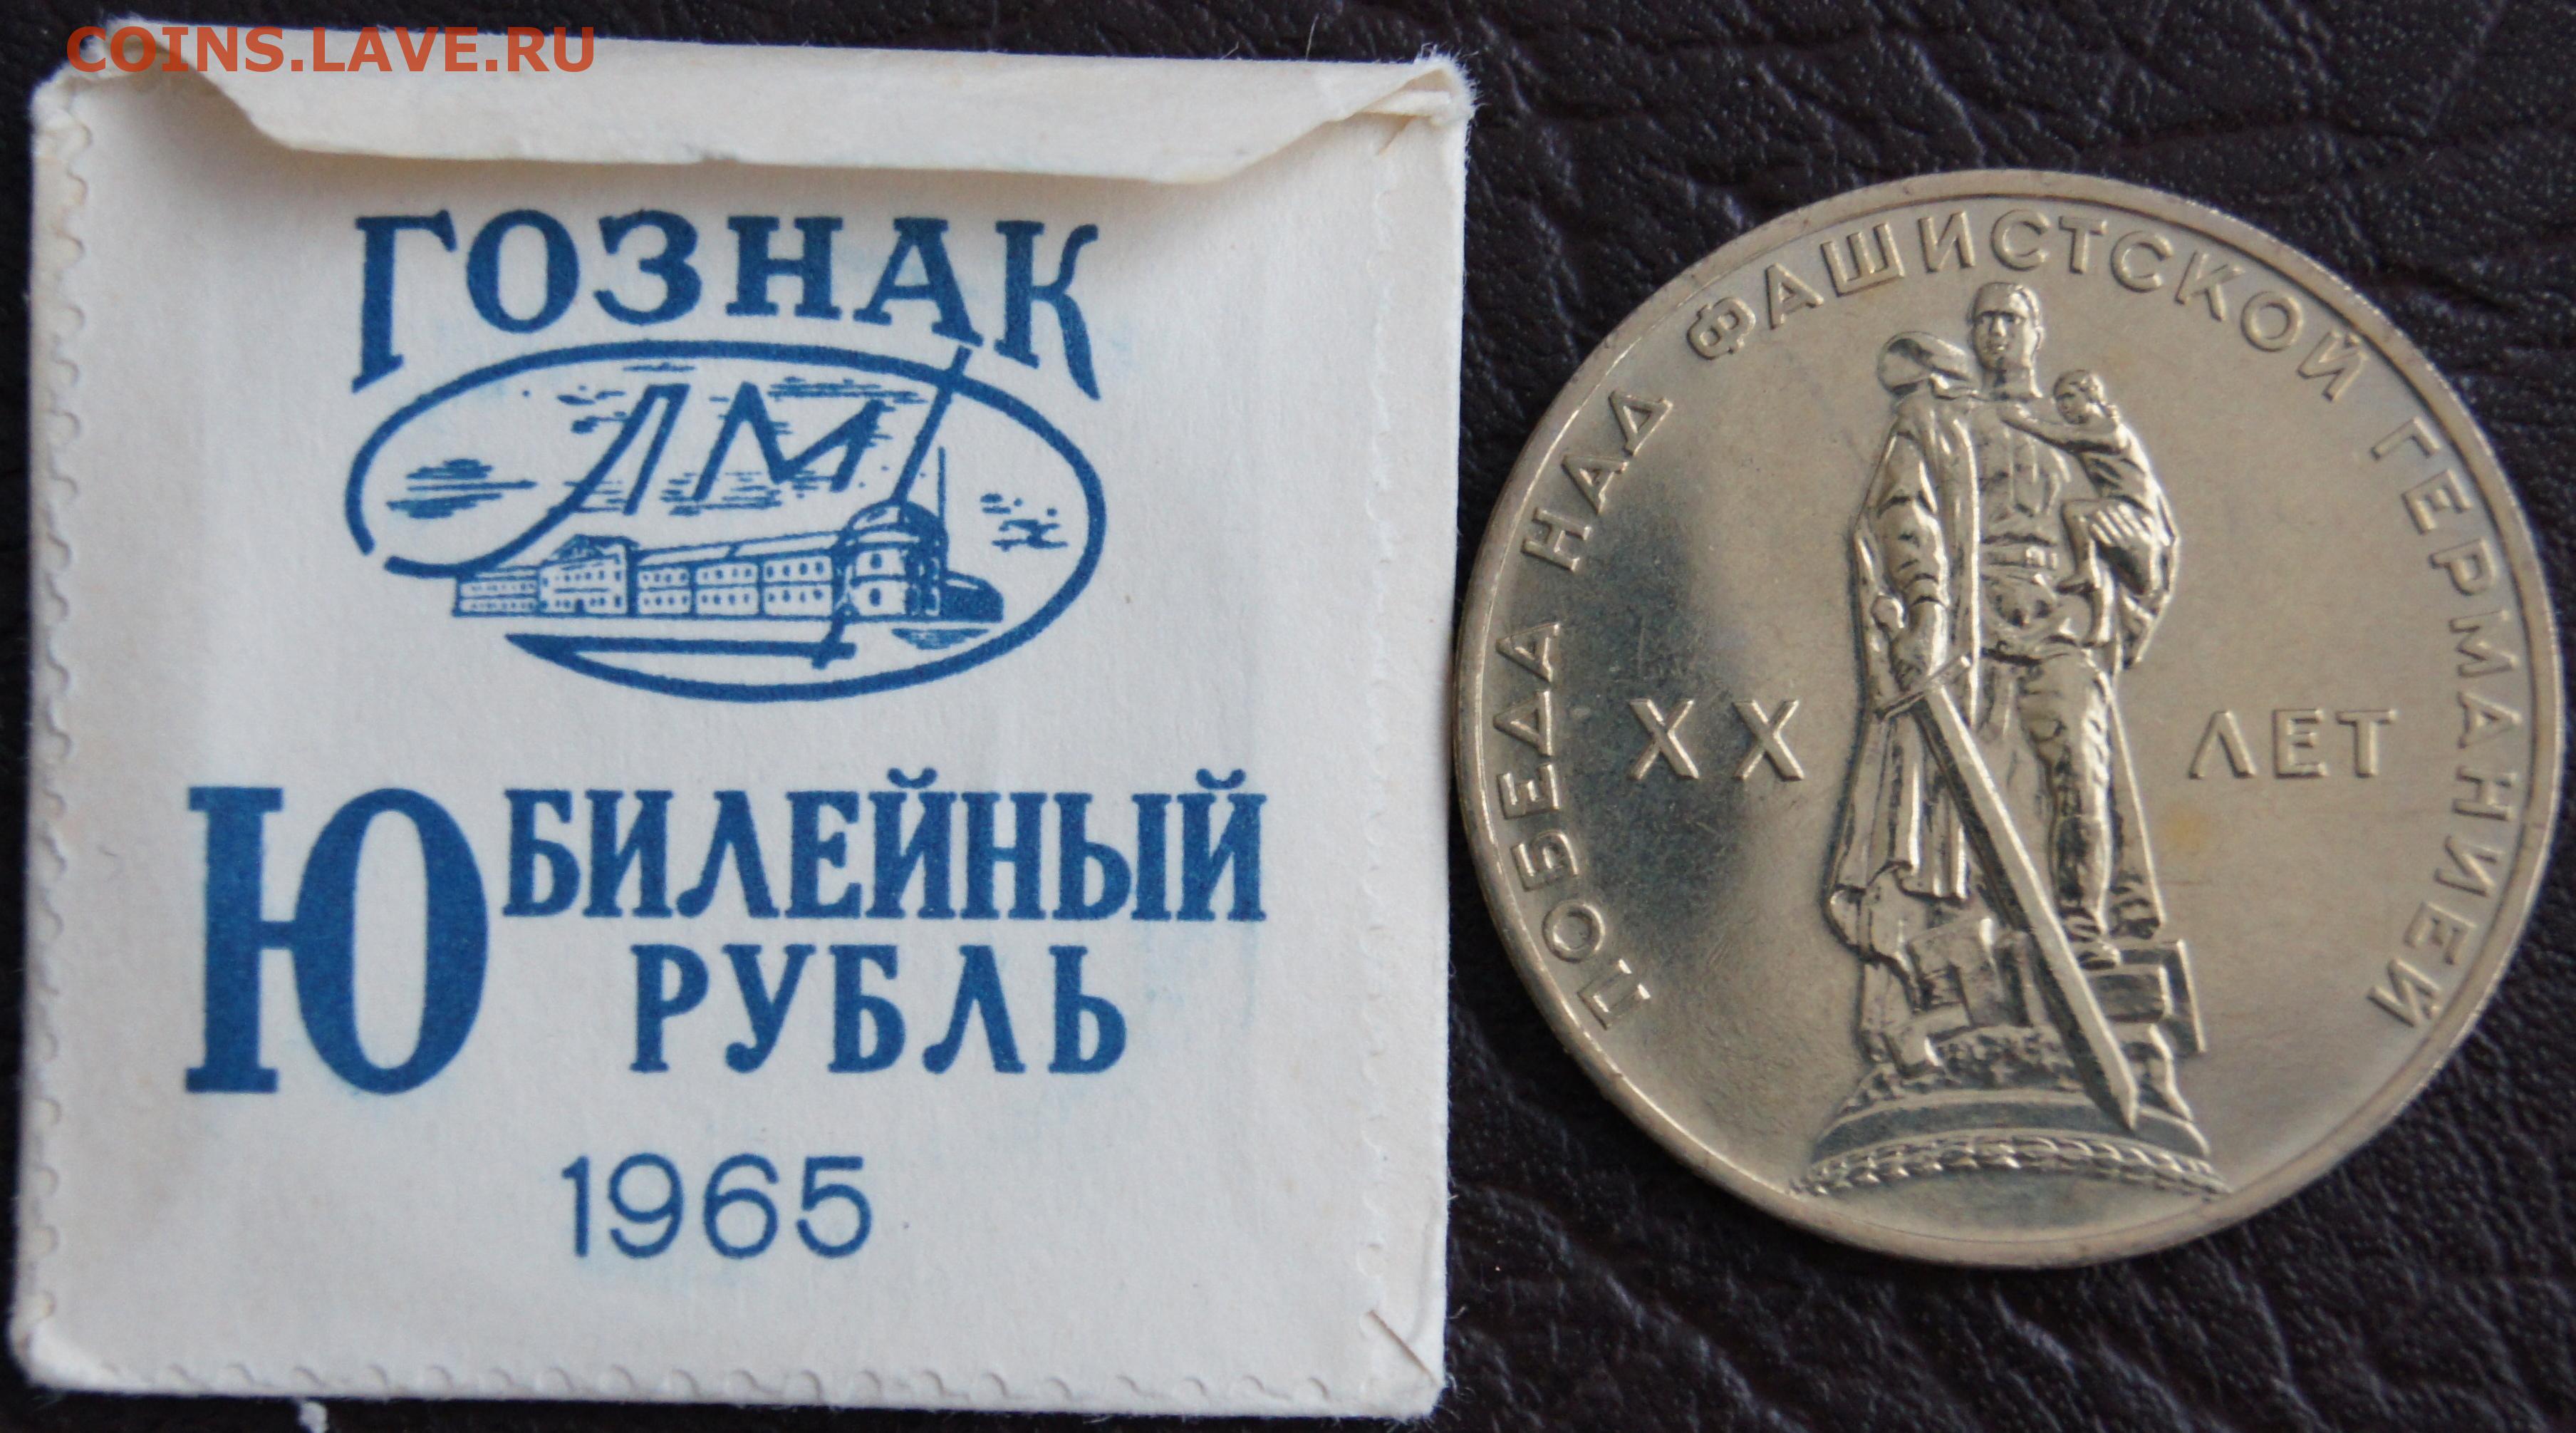 COINS.LAVE.RU
ГОЗНАК
ЛМ
ЮБИЛЕЙНЫЙ
РУБЛЬ
1965
ПОБЕДА НАД ФАШИСТСКОЙ ГЕРМАНИЕЙ
XX ЛЕТ